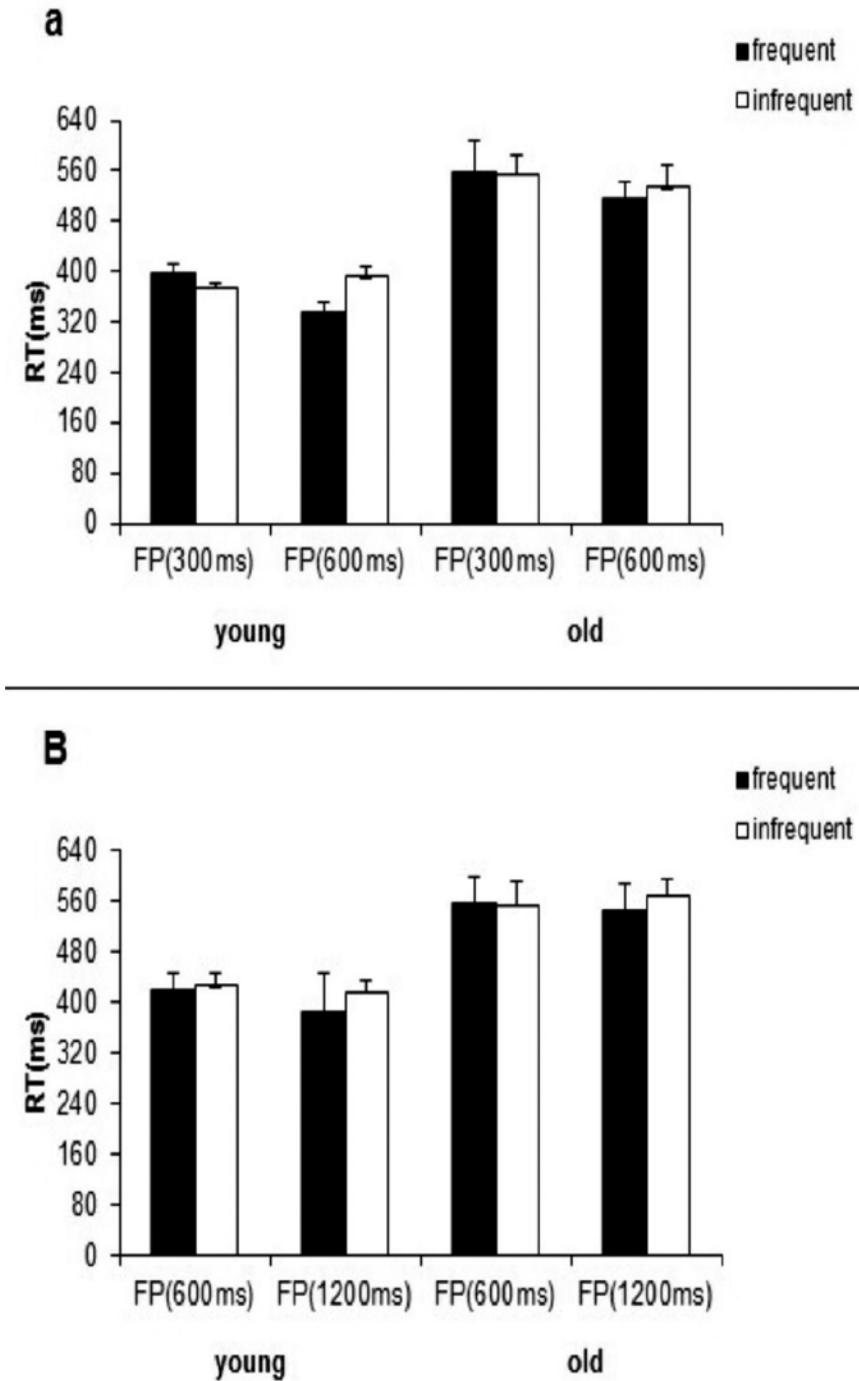 a
frequent
infrequent
640
560
480
400
320
240
160
80
0
RT(ms)
FP(300ms) FP(600ms) FP(300ms) FP(600ms)
young old
B
frequent
infrequent
640
560
480
400
320
240
160
80
0
RT(ms)
FP(600ms) FP(1200ms) FP(600ms) FP(1200ms)
young old